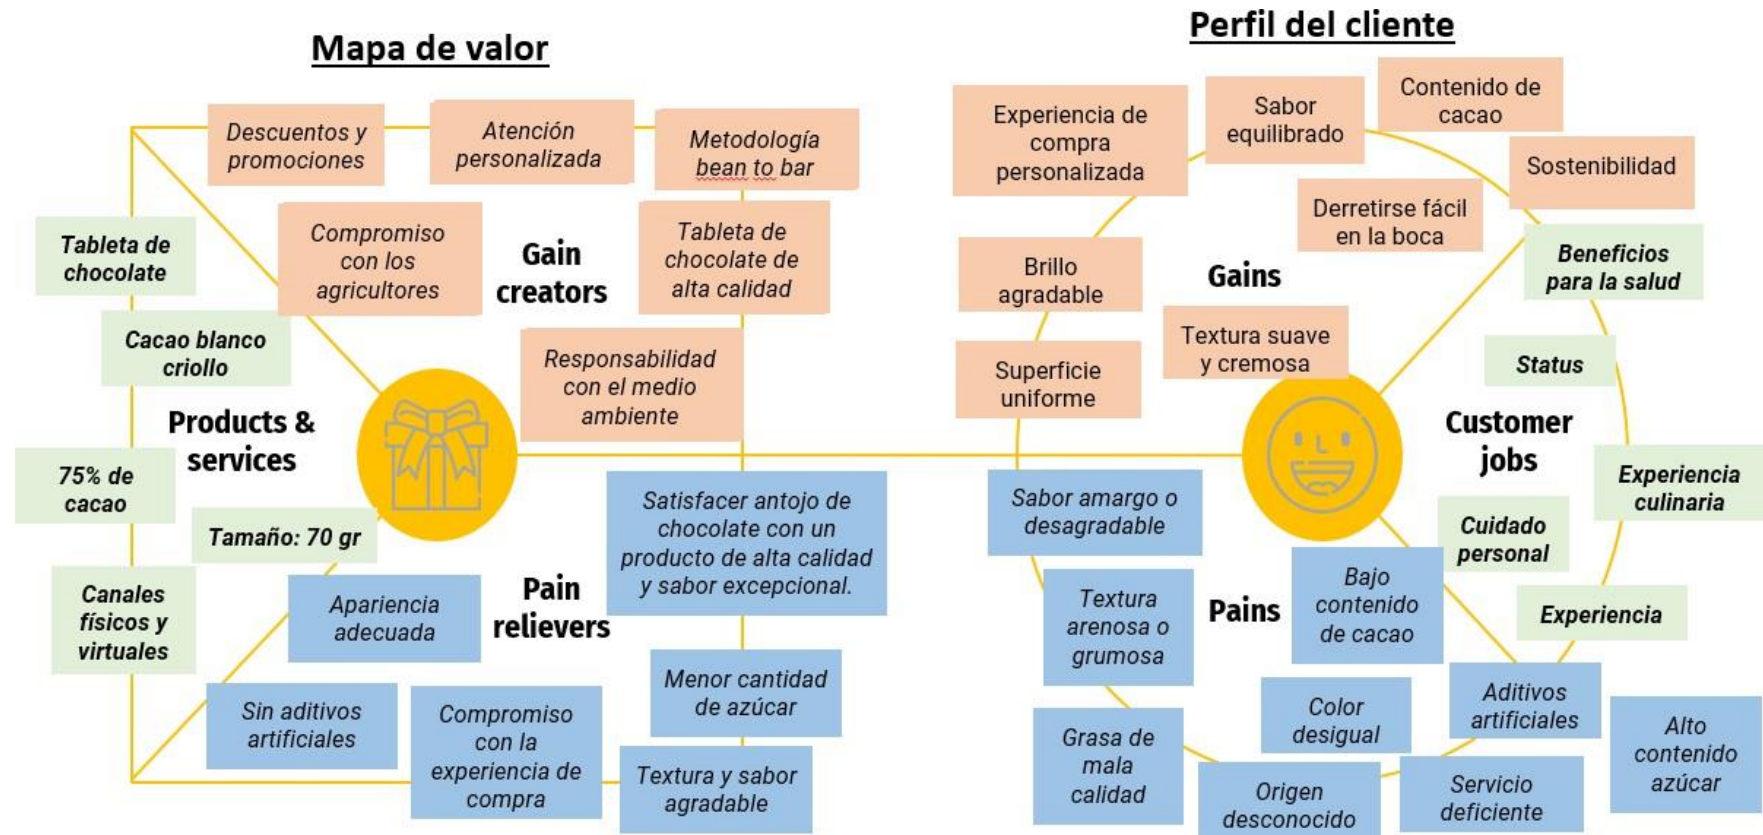 Mapa de valor
Descuentos y
promociones
Atención
personalizada
Metodología
bean to bar
Compromiso
con los
agricultores
Gain
creators
Tableta de
chocolate de
alta calidad
Responsabilidad
con el medio
ambiente
Tableta de
chocolate
Cacao blanco
criollo
Products &
services
75% de
cacao
Tamaño: 70 gr
Canales
físicos y
virtuales
Satisfacer antojo de
chocolate con un
producto de alta calidad
y sabor excepcional.
Apariencia
adecuada
Pain
relievers
Menor cantidad
de azúcar
Sin aditivos
artificiales
Compromiso
con la
experiencia de
compra
Textura y sabor
agradable
Perfil del cliente
Experiencia de
compra
personalizada
Sabor
equilibrado
Contenido de
cacao
Sostenibilidad
Derretirse fácil
en la boca
Brillo
agradable
Gains
Textura suave
y cremosa
Superficie
uniforme
Beneficios
para la salud
Status
Customer
jobs
Experiencia
culinaria
Cuidado
personal
Experiencia
Sabor amargo o
desagradable
Textura
arenosa o
grumosa
Pains
Bajo
contenido
de cacao
Color
desigual
Aditivos
artificiales
Alto
contenido
azúcar
Grasa de
mala
calidad
Origen
desconocido
Servicio
deficiente